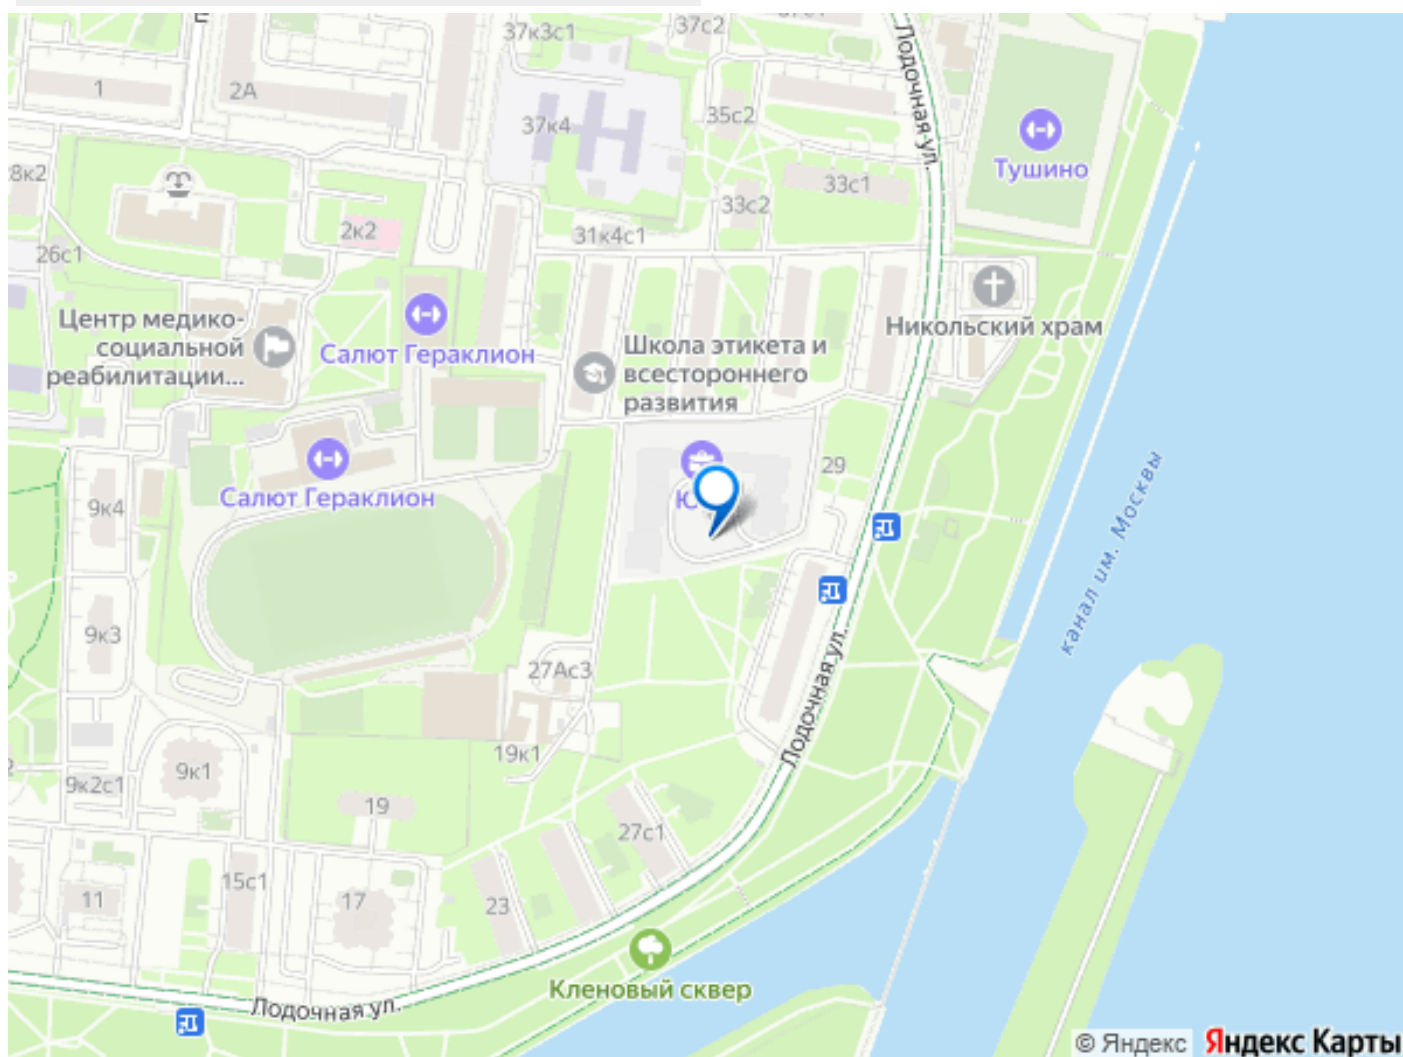 37к3с1
37с2
1
2А
35с2
37к4
Лодочная ул.
Тушино
8к2
33с1
33с2
2к2
31к4с1
26с1
Никольский храм
Центр медико-
социальной
реабилитации...
Салют Гераклион
Школа этикета и
всестороннего
развития
29
Салют Гераклион
9к4
канал им. Москвы
9к3
27Ас3
Лодочная ул.
19к1
9к1
9к2с1
19
27с1
15с1
11
17
23
Кленовый сквер
Лодочная ул.
© Яндекс Яндекс Карты